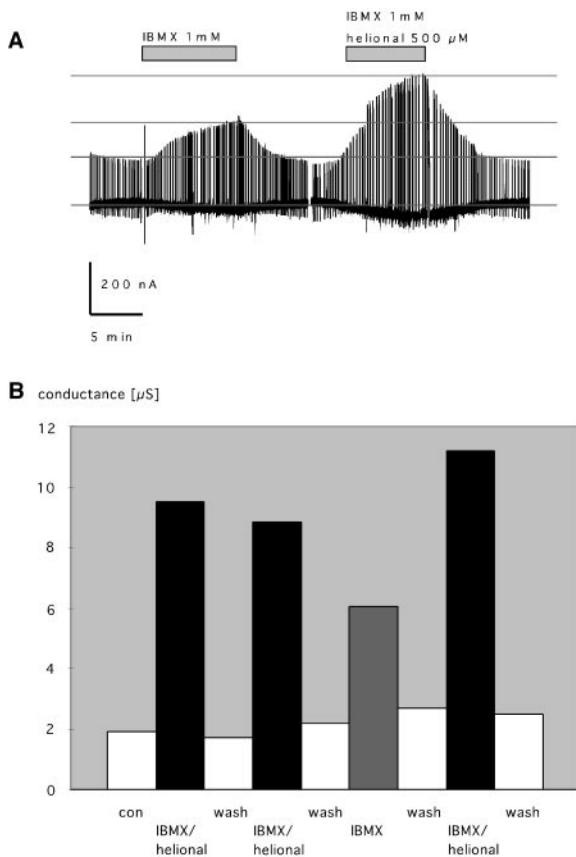 A
IBMX 1mM
IBMX 1mM
helional 500 µM
200 nA
5 min
B
conductance [µS]
12
10
8
6
4
2
0
con wash wash wash wash
IBMX/ IBMX/ IBMX IBMX/
helional helional helional